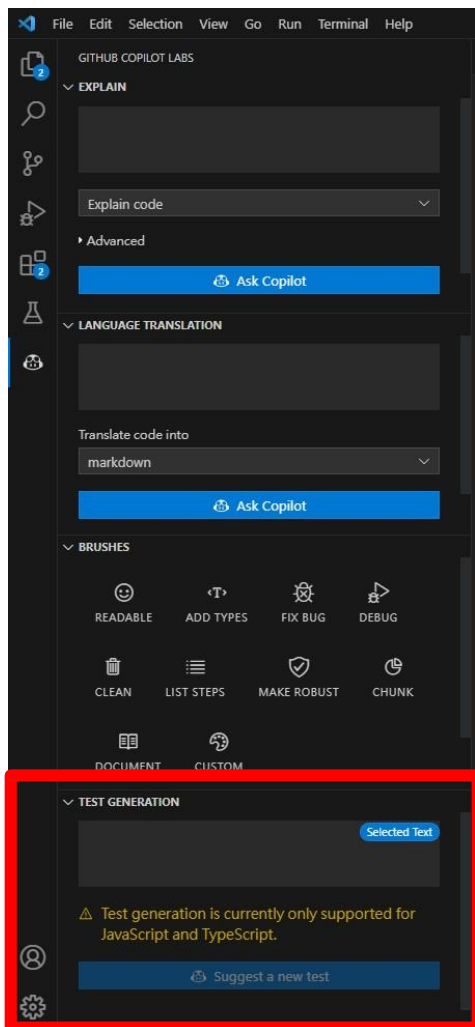 File Edit Selection View Go Run Terminal Help
GITHUB COPILOT LABS
2
EXPLAIN
Explain code
Advanced
2
Ask Copilot
LANGUAGE TRANSLATION
Translate code into
markdown
Ask Copilot
BRUSHES
<T>
READABLE ADD TYPES FIX BUG DEBUG
CLEAN LIST STEPS MAKE ROBUST CHUNK
DOCUMENT CUSTOM
TEST GENERATION
Selected Text
Test generation is currently only supported for
JavaScript and TypeScript.
Suggest a new test